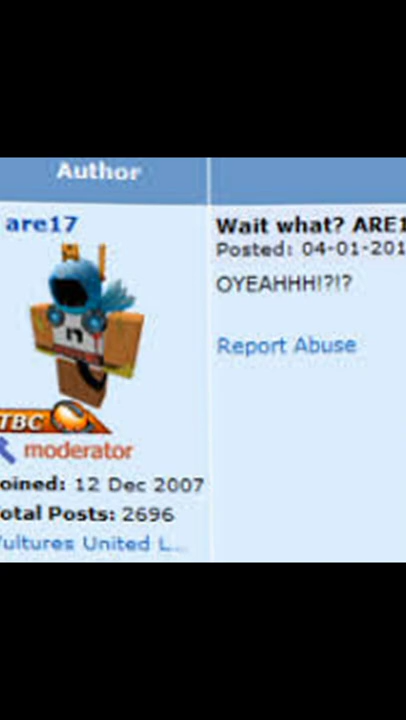 Author
are17
Wait what? ARE1
Posted: 04-01-201
OYEAHHH!?!?
Report Abuse
n
TBC
moderator
oined: 12 Dec 2007
otal Posts: 2696
ultures United L...